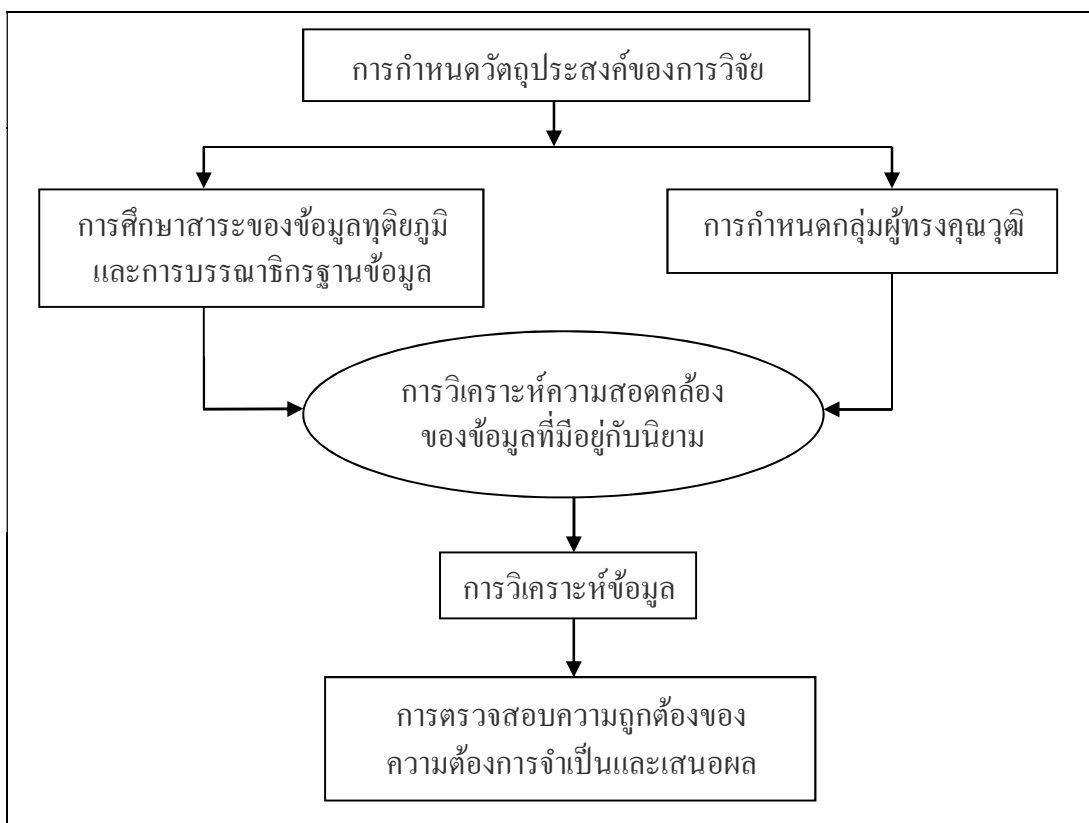 การกำหนดวัตถุประสงค์ของการวิจัย
การศึกษาสาระของข้อมูลทุติยภูมิ
และการบรรณาธิกรฐานข้อมูล
การกำหนดกลุ่มผู้ทรงคุณวุฒิ
การวิเคราะห์ความสอดคล้อง
ของข้อมูลที่มีอยู่กับนิยาม
การวิเคราะห์ข้อมูล
การตรวจสอบความถูกต้องของ
ความต้องการจำเป็นและเสนอผล